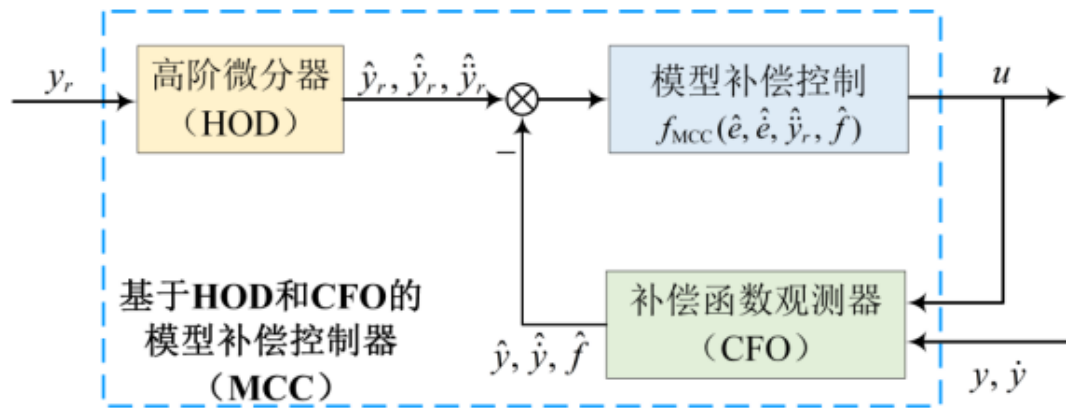 y_r
高阶微分器
（HOD）
ŷ_r, ŷ̇_r, ŷ̈_r
−
模型补偿控制
f_MCC(ê, ê̇, ŷ̈_r, f̂)
u
基于HOD和CFO的
模型补偿控制器
（MCC）
ŷ, ŷ̇, f̂
补偿函数观测器
（CFO）
y, ẏ